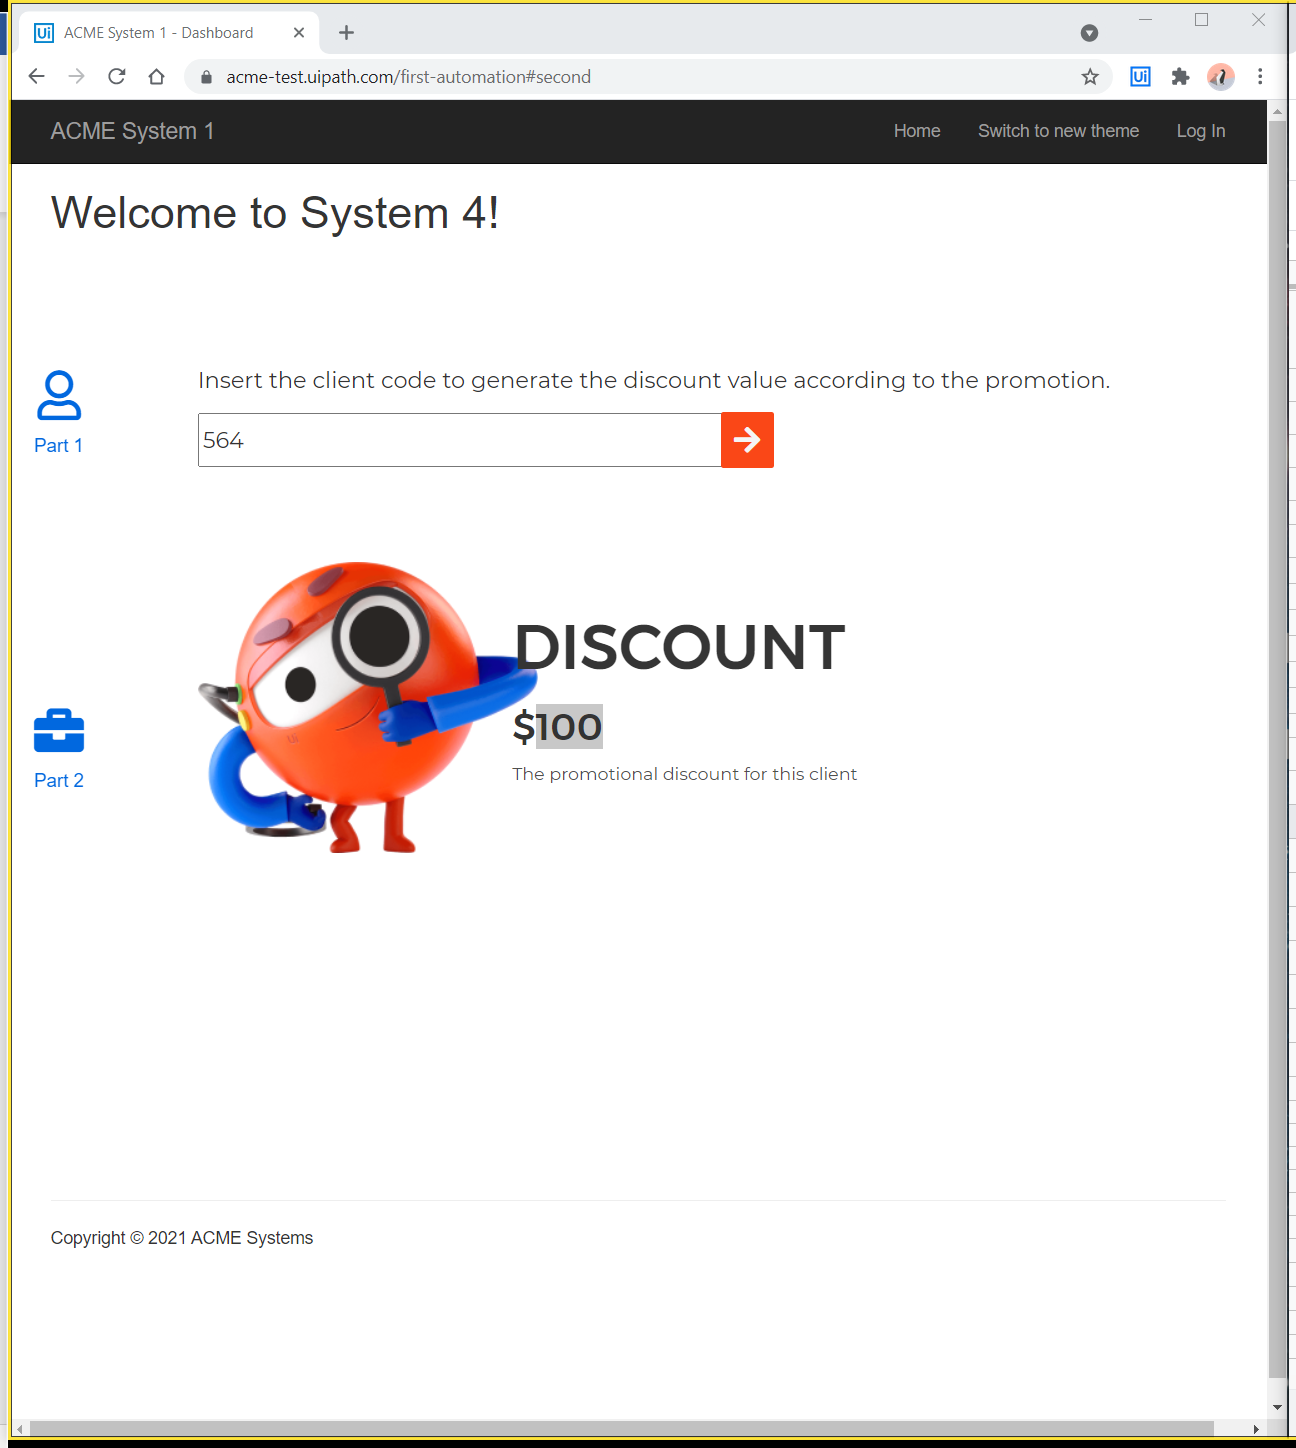 Ui ACME System 1 - Dashboard
acme-test.uipath.com/first-automation#second
Ui
ACME System 1
Home
Switch to new theme
Log In
Welcome to System 4!
Insert the client code to generate the discount value according to the promotion.
564
Part 1
DISCOUNT
$100
The promotional discount for this client
Part 2
Copyright © 2021 ACME Systems